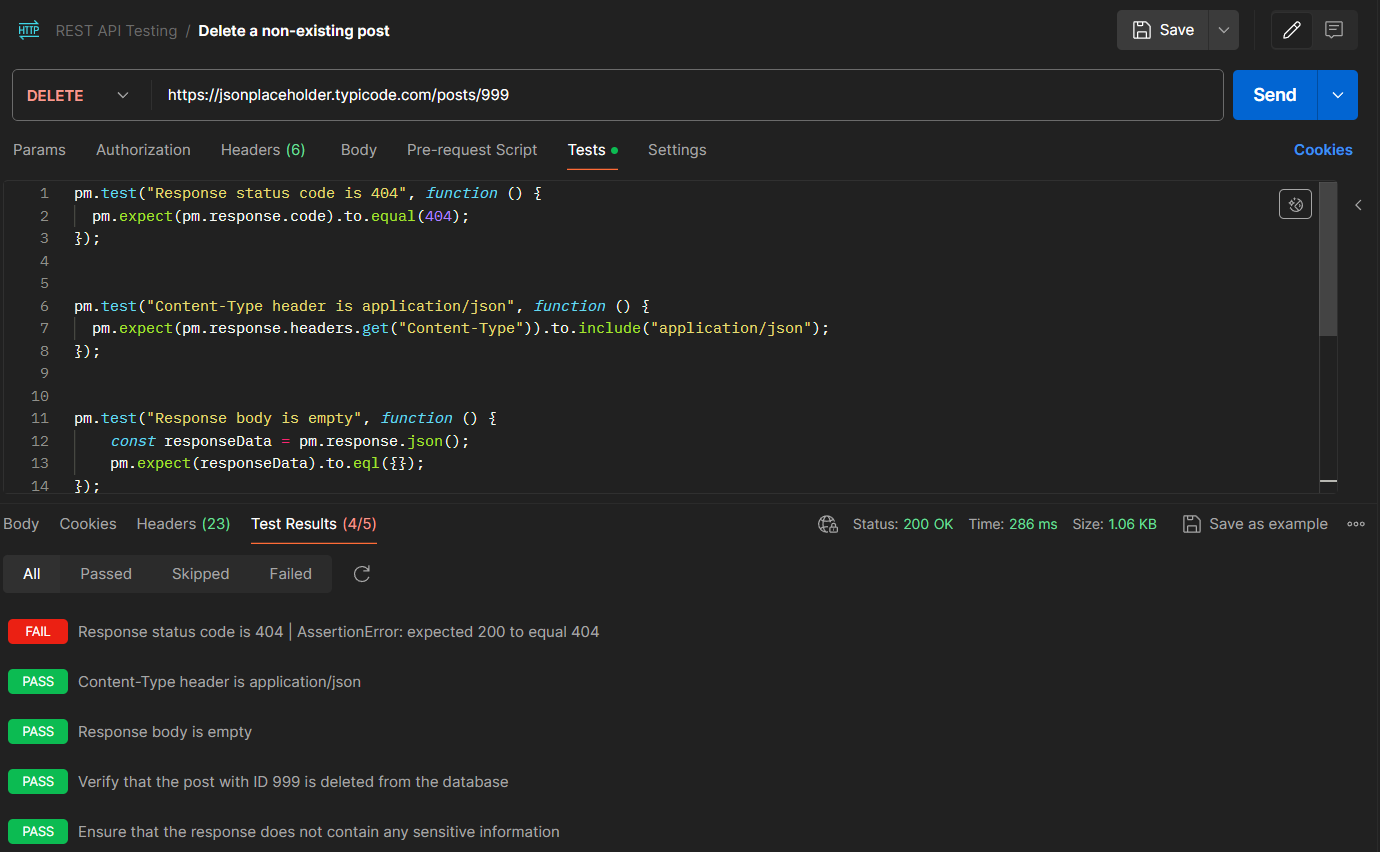 HTTP REST API Testing / Delete a non-existing post Save
DELETE https://jsonplaceholder.typicode.com/posts/999 Send
Params Authorization Headers (6) Body Pre-request Script Tests Settings Cookies
1 pm.test("Response status code is 404", function () {
2 pm.expect(pm.response.code).to.equal(404);
3 });
4
5
6 pm.test("Content-Type header is application/json", function () {
7 pm.expect(pm.response.headers.get("Content-Type")).to.include("application/json");
8 });
9
10
11 pm.test("Response body is empty", function () {
12 const responseData = pm.response.json();
13 pm.expect(responseData).to.eql({});
14 });
Body Cookies Headers (23) Test Results (4/5) Status: 200 OK Time: 286 ms Size: 1.06 KB Save as example
All Passed Skipped Failed
FAIL Response status code is 404 | AssertionError: expected 200 to equal 404
PASS Content-Type header is application/json
PASS Response body is empty
PASS Verify that the post with ID 999 is deleted from the database
PASS Ensure that the response does not contain any sensitive information